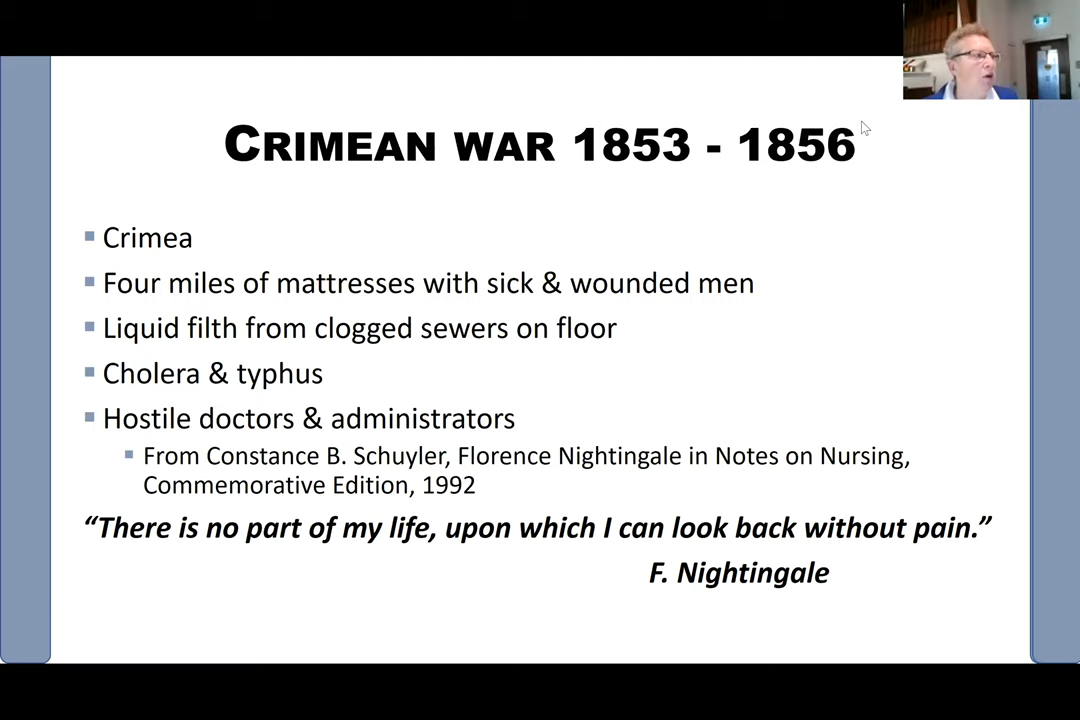 CRIMEAN WAR 1853 - 1856
Crimea
Four miles of mattresses with sick & wounded men
Liquid filth from clogged sewers on floor
Cholera & typhus
Hostile doctors & administrators
From Constance B. Schuyler, Florence Nightingale in Notes on Nursing,
Commemorative Edition, 1992
“There is no part of my life, upon which I can look back without pain.”
F. Nightingale